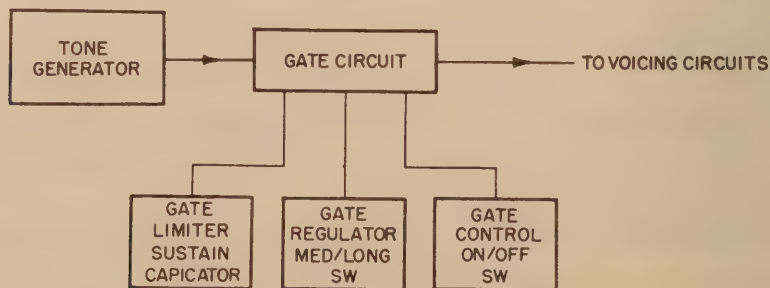 TONE
GENERATOR
GATE CIRCUIT
TO VOICING CIRCUITS
GATE
LIMITER
SUSTAIN
CAPICATOR
GATE
REGULATOR
MED/LONG
SW
GATE
CONTROL
ON/OFF
SW